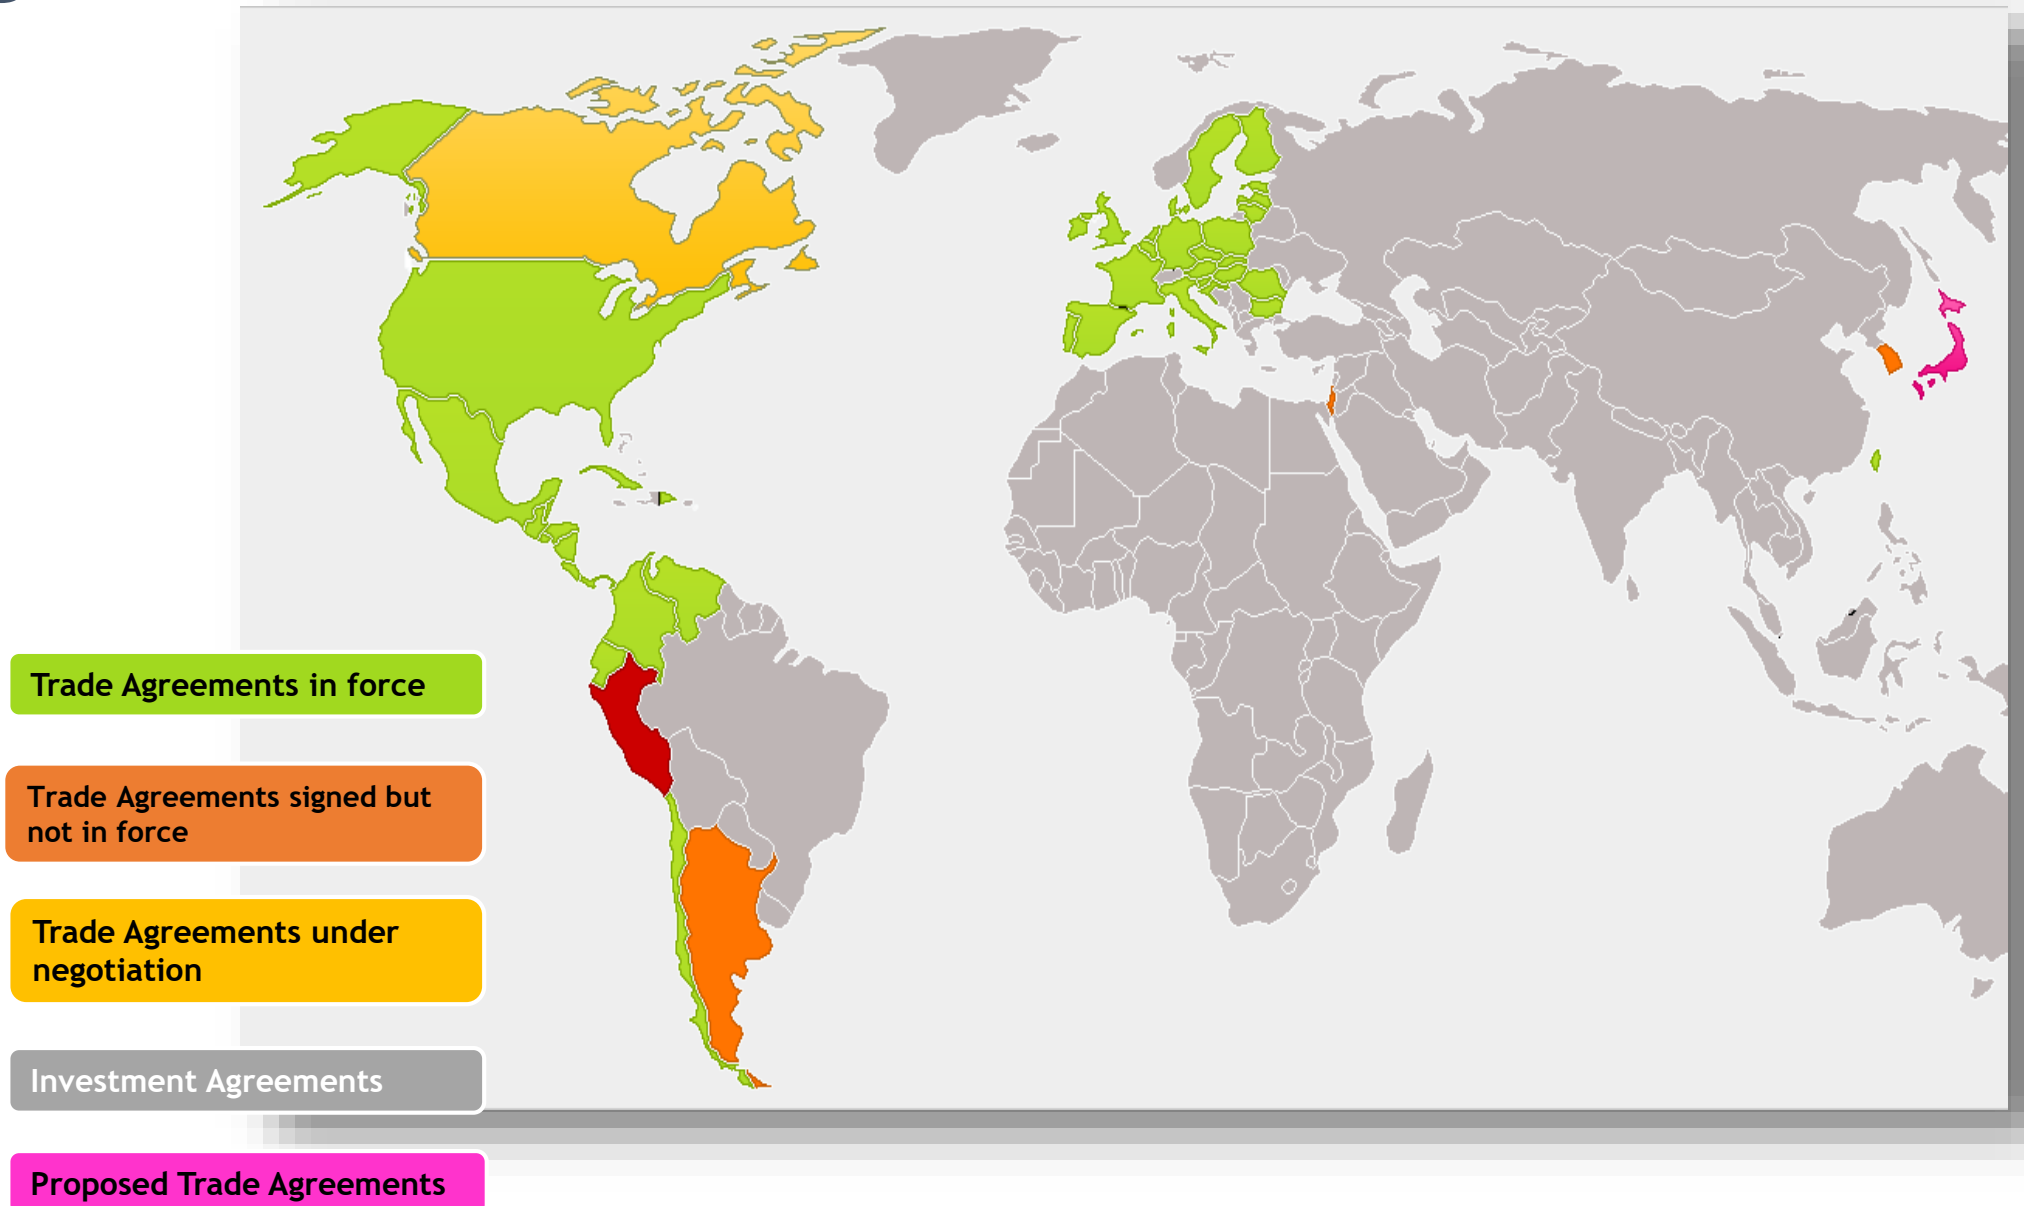 Trade Agreements in force
Trade Agreements signed but
not in force
Trade Agreements under
negotiation
Investment Agreements
Proposed Trade Agreements